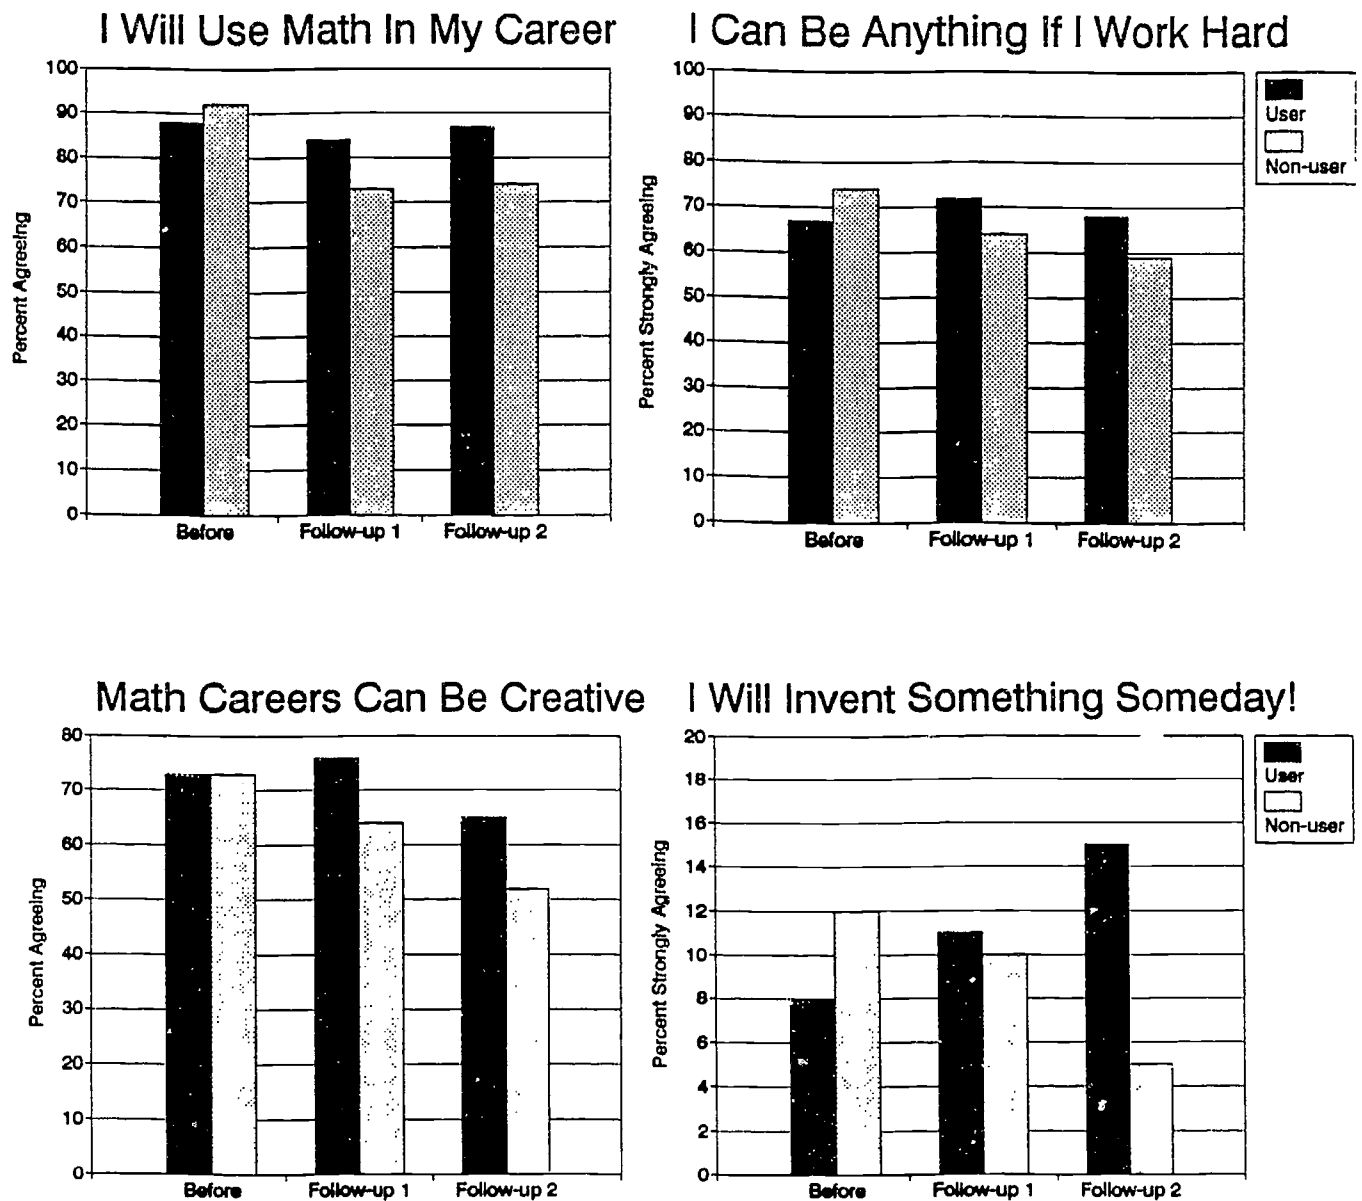 I Will Use Math In My Career
100
90
80
70
60
50
40
30
20
10
0
Percent Agreeing
Before
Follow-up 1
Follow-up 2
I Can Be Anything If I Work Hard
100
90
80
70
60
50
40
30
20
10
0
Percent Strongly Agreeing
Before
Follow-up 1
Follow-up 2
User
Non-user
Math Careers Can Be Creative
80
70
60
50
40
30
20
10
0
Percent Agreeing
Before
Follow-up 1
Follow-up 2
I Will Invent Something Someday!
20
18
16
14
12
10
8
6
4
2
0
Percent Strongly Agreeing
Before
Follow-up 1
Follow-up 2
User
Non-user